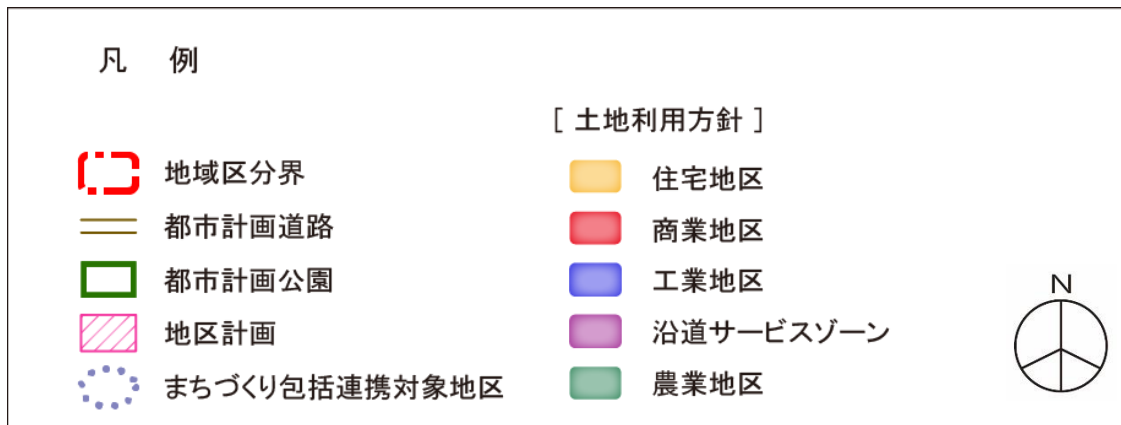 凡 例
地域区分界
都市計画道路
都市計画公園
地区計画
まちづくり包括連携対象地区
[ 土地利用方針 ]
住宅地区
商業地区
工業地区
沿道サービスゾーン
農業地区
N